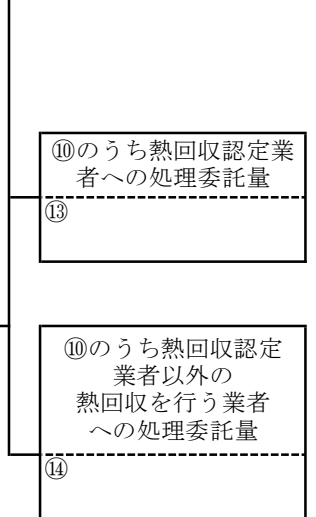 ⑩のうち熱回収認定業
者への処理委託量
⑬
⑩のうち熱回収認定
業者以外の
熱回収を行う業者
への処理委託量
⑭